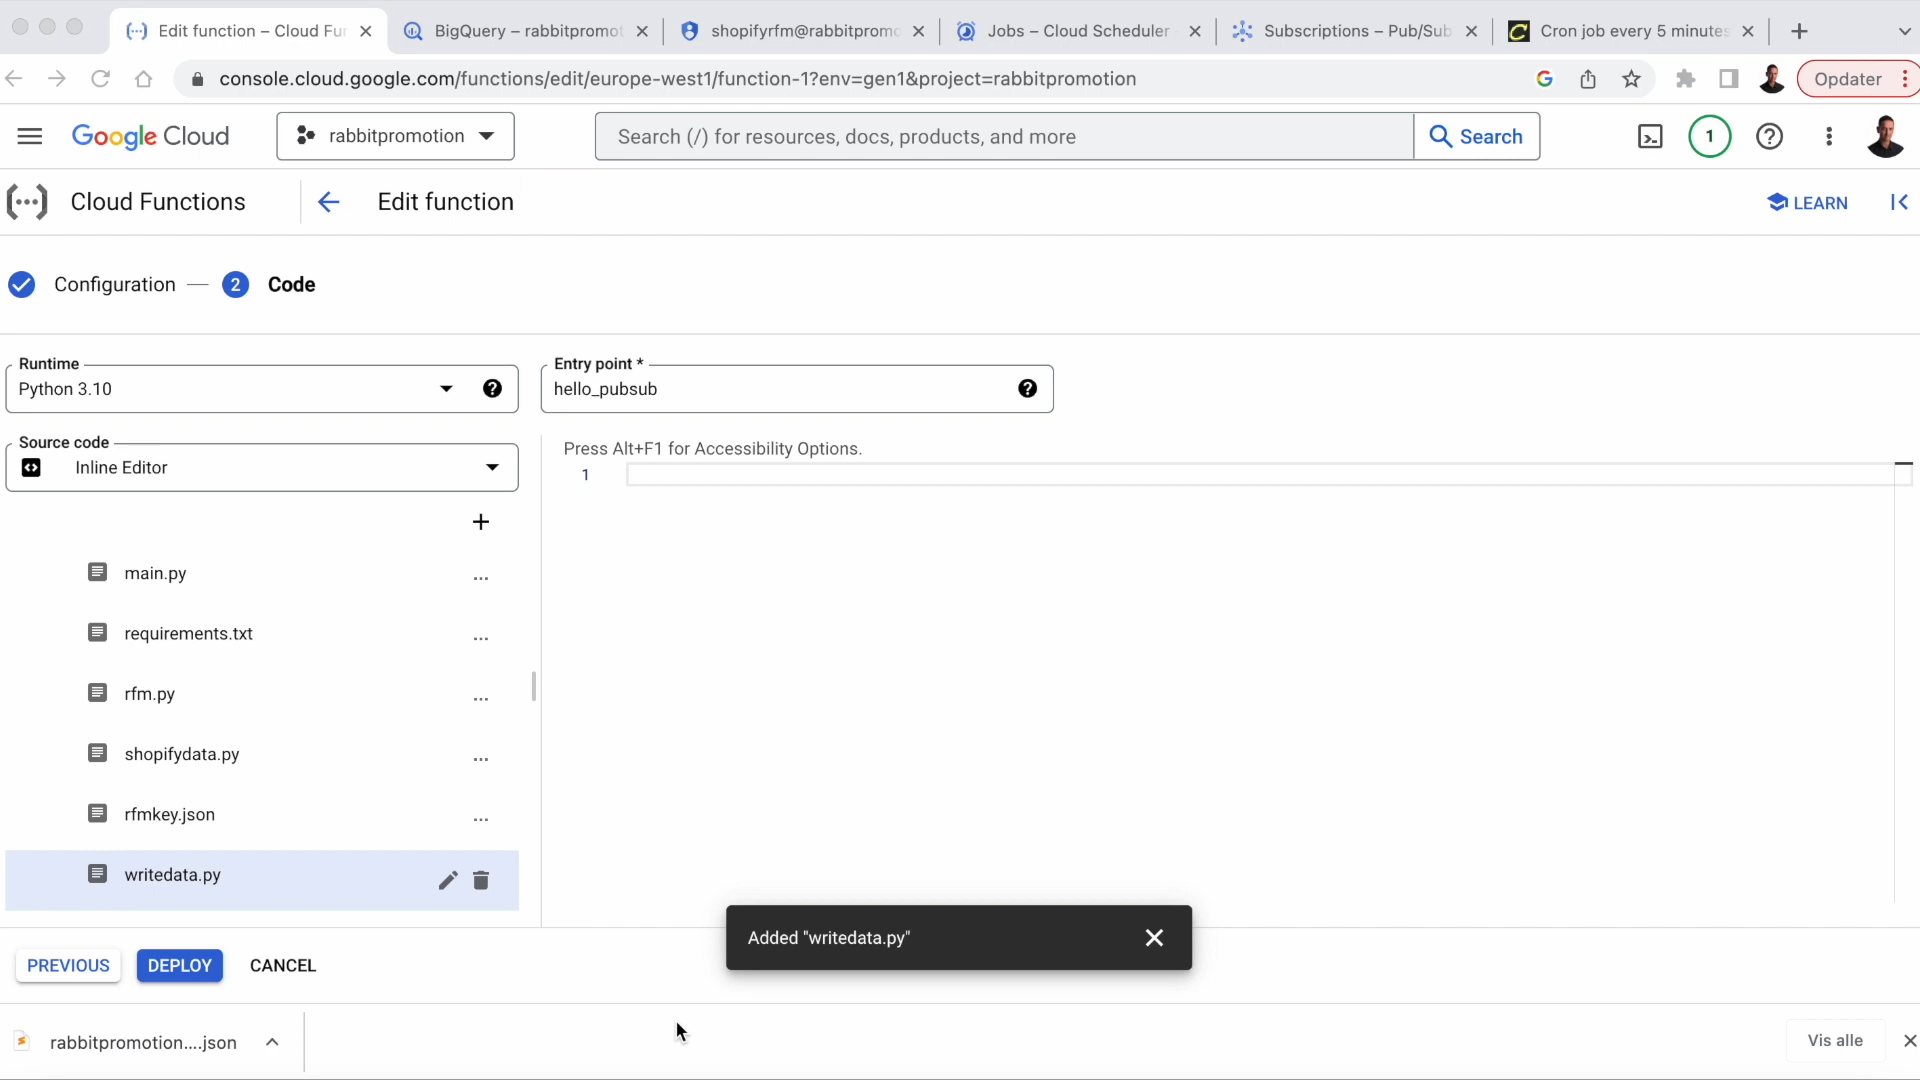 Edit function – Cloud Fur
BigQuery – rabbitpromot
shopifyrfm@rabbitpromo
Jobs – Cloud Scheduler
Subscriptions – Pub/Sub
Cron job every 5 minutes
console.cloud.google.com/functions/edit/europe-west1/function-1?env=gen1&project=rabbitpromotion
Opdater
Google Cloud
rabbitpromotion
Search (/) for resources, docs, products, and more
Search
1
Cloud Functions
Edit function
LEARN
Configuration
2
Code
Runtime
Python 3.10
Entry point *
hello_pubsub
Source code
Inline Editor
Press Alt+F1 for Accessibility Options.
1
main.py
requirements.txt
rfm.py
shopifydata.py
rfmkey.json
writedata.py
Added "writedata.py"
PREVIOUS
DEPLOY
CANCEL
rabbitpromotion....json
Vis alle